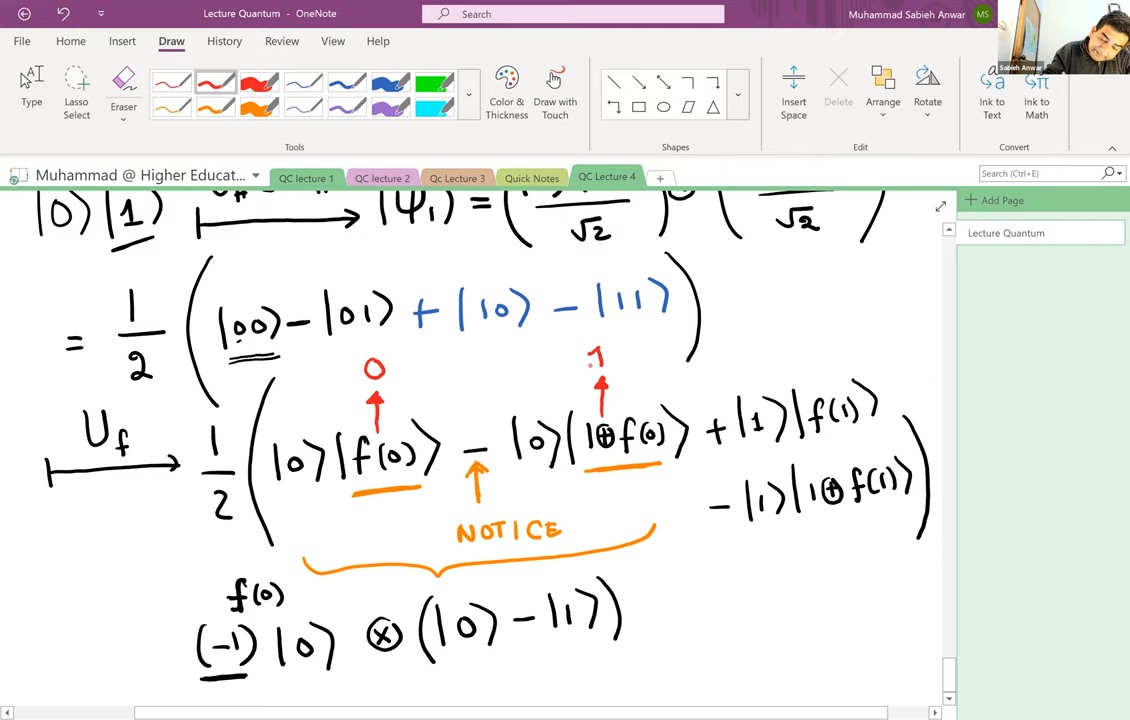 Lecture Quantum - OneNote
Search
Muhammad Sabieh Anwar
MS
File Home Insert Draw History Review View Help
Sabieh Anwar
Type
Lasso Select
Eraser
Color & Thickness
Draw with Touch
Insert Space
Delete
Arrange
Rotate
Ink to Text
Ink to Math
Tools
Shapes
Edit
Convert
Muhammad @ Higher Educat...
QC lecture 1
QC lecture 2
Qc Lecture 3
Quick Notes
QC Lecture 4
Search (Ctrl+E)
Add Page
Lecture Quantum
|0⟩|1⟩ ⟼ |ψ₁⟩ = ( /√2 ) ( /√2 )
= 1/2 ( |00⟩ − |01⟩ + |10⟩ − |11⟩ )
0 1
U_f ⟼ 1/2 ( |0⟩|f(0)⟩ − |0⟩|1⊕f(0)⟩ + |1⟩|f(1)⟩
− |1⟩|1⊕f(1)⟩ )
NOTICE
f(0)
(−1) |0⟩ ⊗ (|0⟩ − |1⟩)